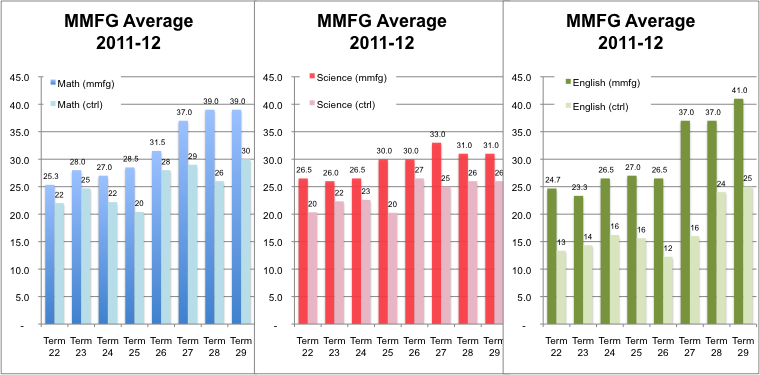 MMFG Average
2011-12
45.0
40.0
35.0
30.0
25.0
20.0
15.0
10.0
5.0
-
Math (mmfg)
Math (ctrl)
25.3 22 28.0 25 27.0 22 28.5 20 31.5 28 37.0 29 39.0 26 39.0 30
Term 22 Term 23 Term 24 Term 25 Term 26 Term 27 Term 28 Term 29
MMFG Average
2011-12
45.0
40.0
35.0
30.0
25.0
20.0
15.0
10.0
5.0
-
Science (mmfg)
Science (ctrl)
26.5 20 26.0 22 26.5 23 30.0 20 30.0 27 33.0 25 31.0 26 31.0 26
Term 22 Term 23 Term 24 Term 25 Term 26 Term 27 Term 28 Term 29
MMFG Average
2011-12
45.0
40.0
35.0
30.0
25.0
20.0
15.0
10.0
5.0
-
English (mmfg)
English (ctrl)
24.7 13 23.3 14 26.5 16 27.0 16 26.5 12 37.0 16 37.0 24 41.0 25
Term 22 Term 23 Term 24 Term 25 Term 26 Term 27 Term 28 Term 29